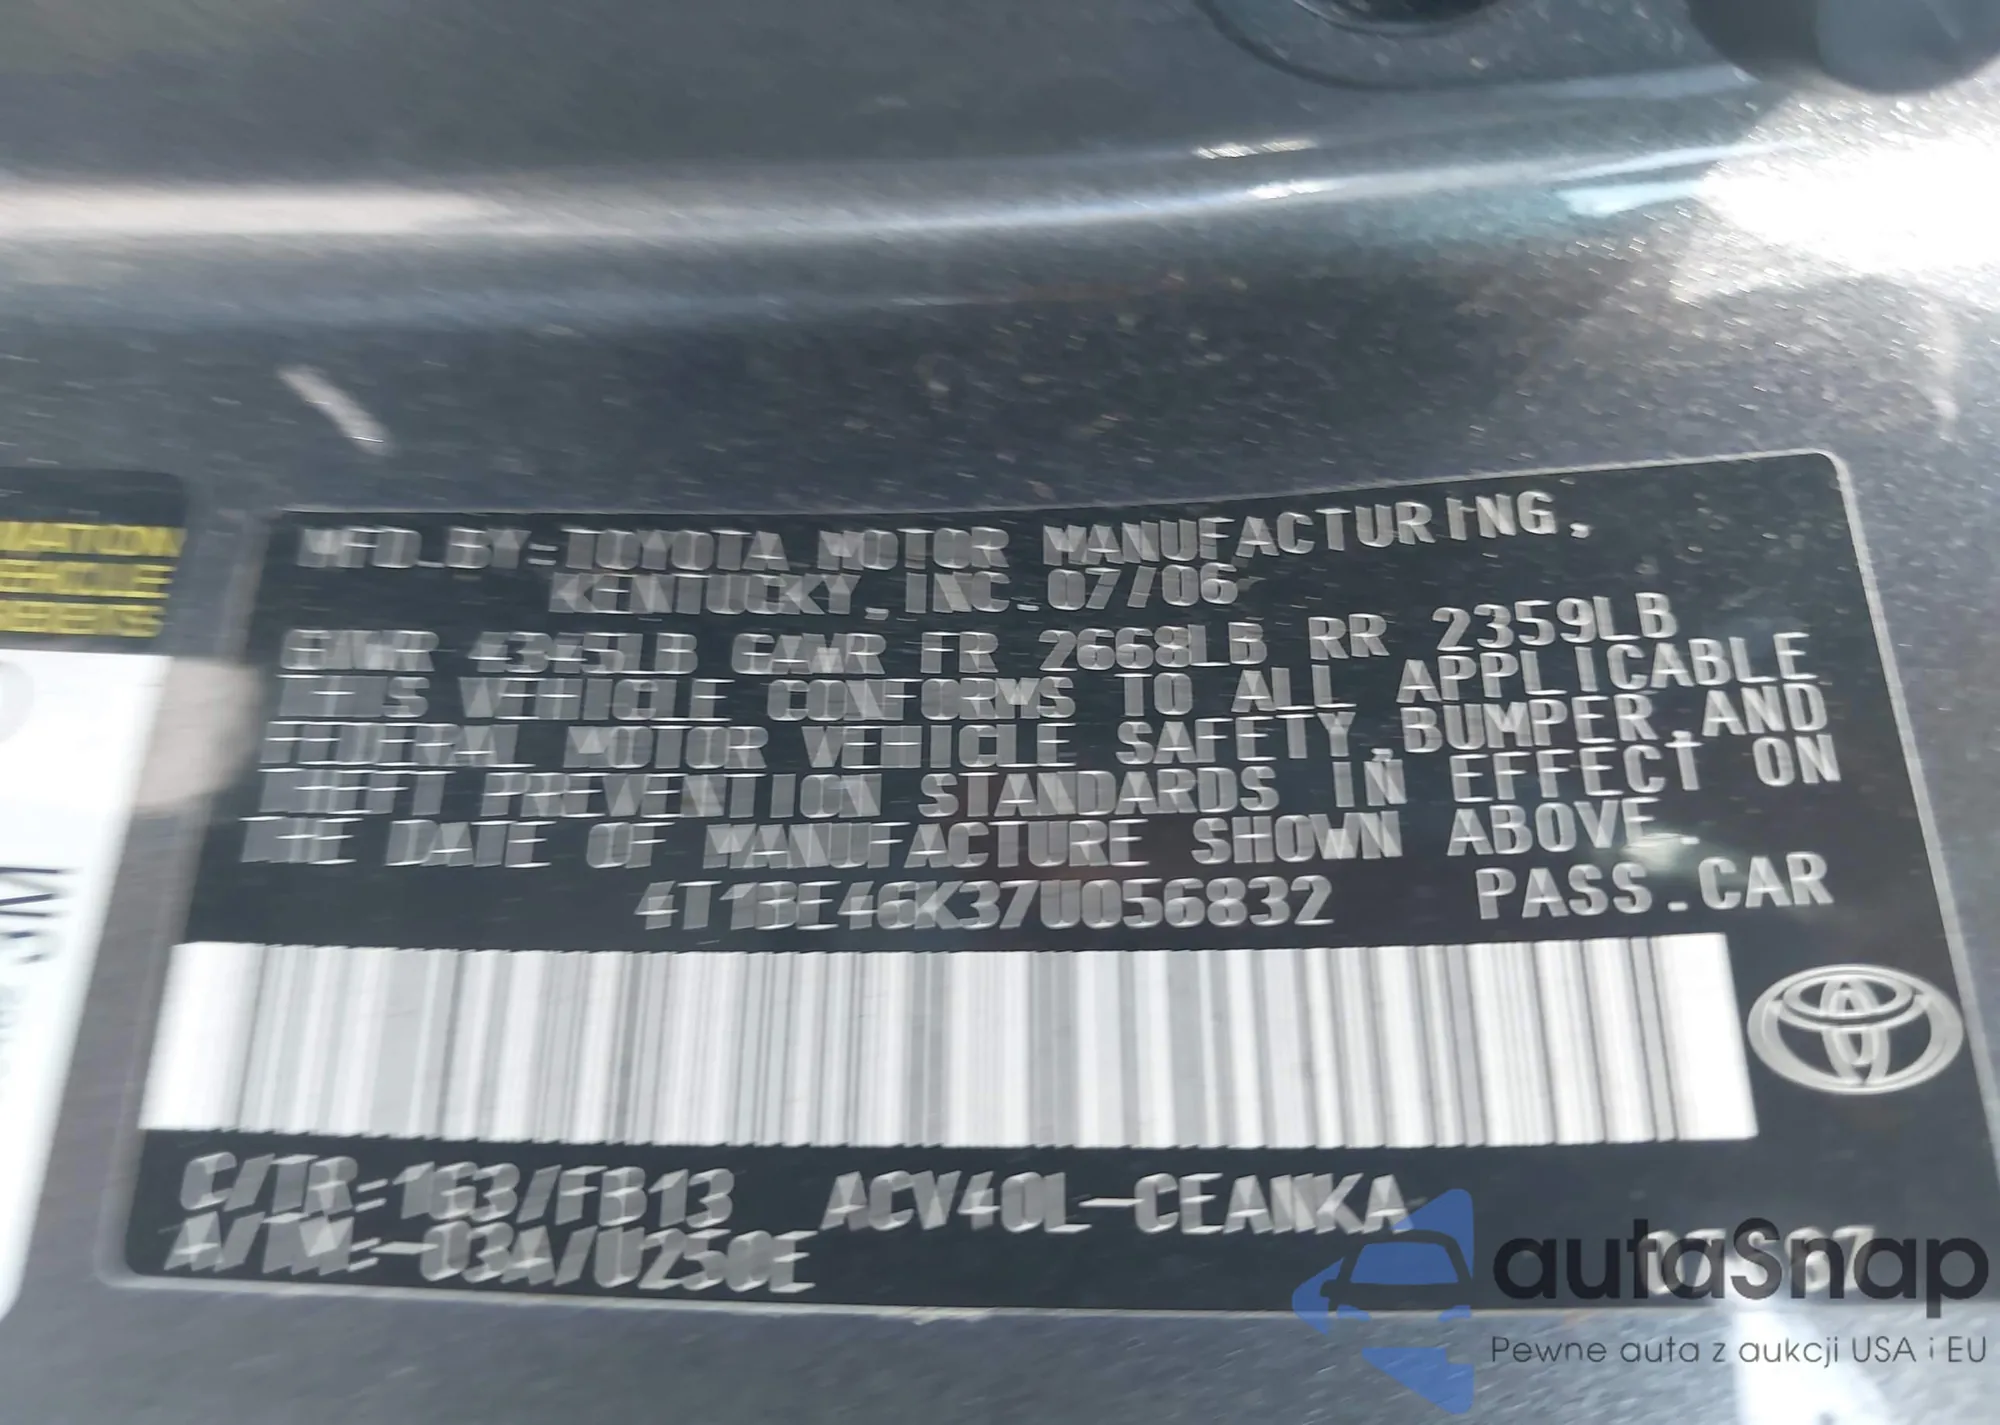 MFD.BY=TOYOTA MOTOR MANUFACTURING,
KENTUCKY, INC. 07/06
GVWR 4345LB GAWR FR 2668LB RR 2359LB
THIS VEHICLE CONFORMS TO ALL APPLICABLE
FEDERAL MOTOR VEHICLE SAFETY,BUMPER,AND
THEFT PREVENTION STANDARDS IN EFFECT ON
THE DATE OF MANUFACTURE SHOWN ABOVE.
4T1BE46K37U056832 PASS.CAR
C/TR=1G3/FB13 ACV40L-CEANKA
A/TM=-03A/U250E
autaSnap
Pewne auta z aukcji USA i EU